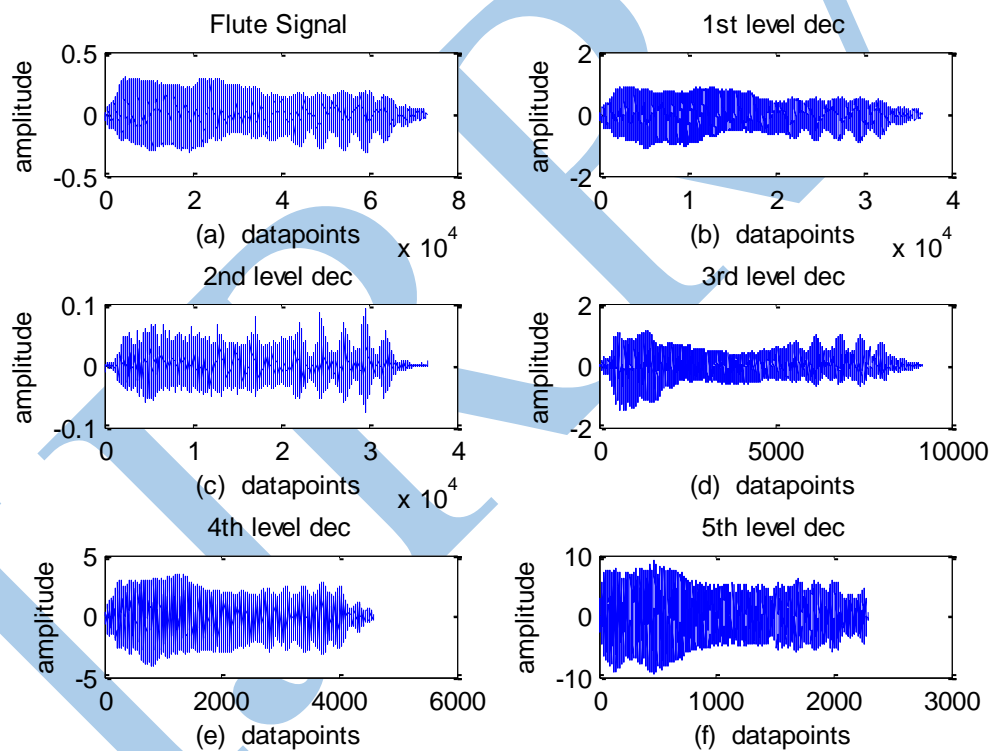 Flute Signal
0.5
0
-0.5
amplitude
0 2 4 6 8
x 10^4
(a) datapoints
1st level dec
2
0
-2
amplitude
0 1 2 3 4
x 10^4
(b) datapoints
2nd level dec
0.1
0
-0.1
amplitude
0 1 2 3 4
x 10^4
(c) datapoints
3rd level dec
2
0
-2
amplitude
0 5000 10000
(d) datapoints
4th level dec
5
0
-5
amplitude
0 2000 4000 6000
(e) datapoints
5th level dec
10
0
-10
amplitude
0 1000 2000 3000
(f) datapoints